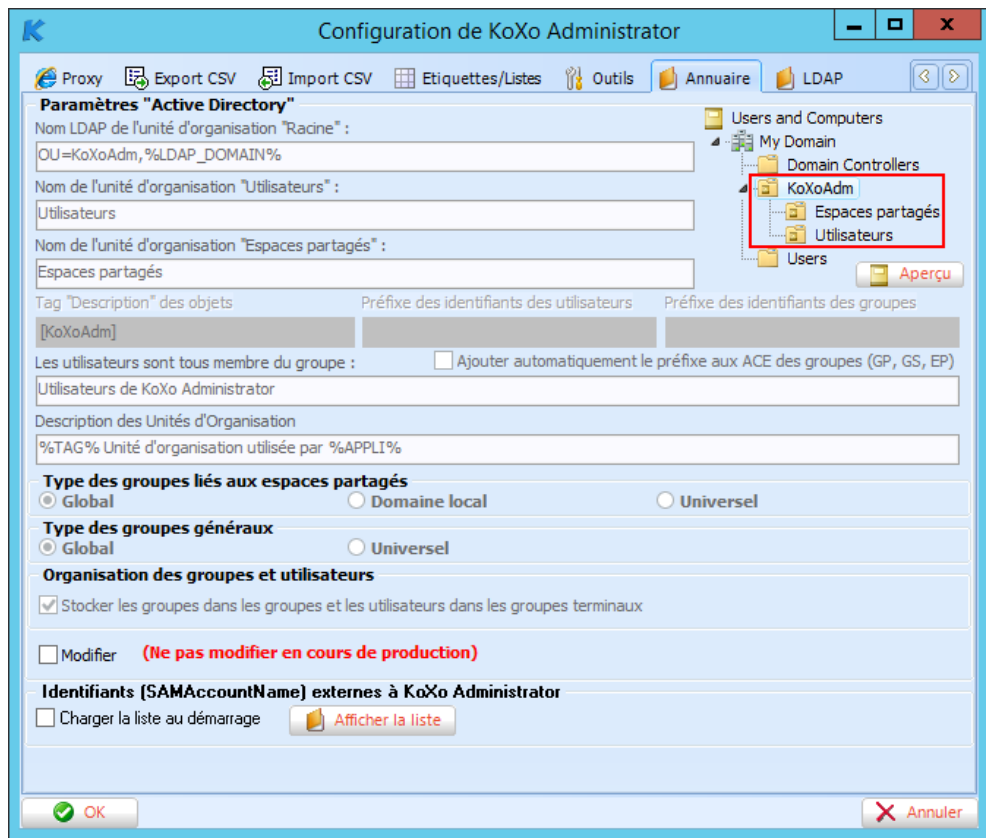 Configuration de KoXo Administrator
Proxy Export CSV Import CSV Etiquettes/Listes Outils Annuaire LDAP
Paramètres "Active Directory"
Nom LDAP de l'unité d'organisation "Racine" :
OU=KoXoAdm,%LDAP_DOMAIN%
Nom de l'unité d'organisation "Utilisateurs" :
Utilisateurs
Nom de l'unité d'organisation "Espaces partagés" :
Espaces partagés
Users and Computers
My Domain
Domain Controllers
KoXoAdm
Espaces partagés
Utilisateurs
Users
Aperçu
Tag "Description" des objets Préfixe des identifiants des utilisateurs Préfixe des identifiants des groupes
[KoXoAdm]
Les utilisateurs sont tous membre du groupe : Ajouter automatiquement le préfixe aux ACE des groupes (GP, GS, EP)
Utilisateurs de KoXo Administrator
Description des Unités d'Organisation
%TAG% Unité d'organisation utilisée par %APPLI%
Type des groupes liés aux espaces partagés
Global Domaine local Universel
Type des groupes généraux
Global Universel
Organisation des groupes et utilisateurs
Stocker les groupes dans les groupes et les utilisateurs dans les groupes terminaux
Modifier (Ne pas modifier en cours de production)
Identifiants (SAMAccountName) externes à KoXo Administrator
Charger la liste au démarrage Afficher la liste
OK Annuler